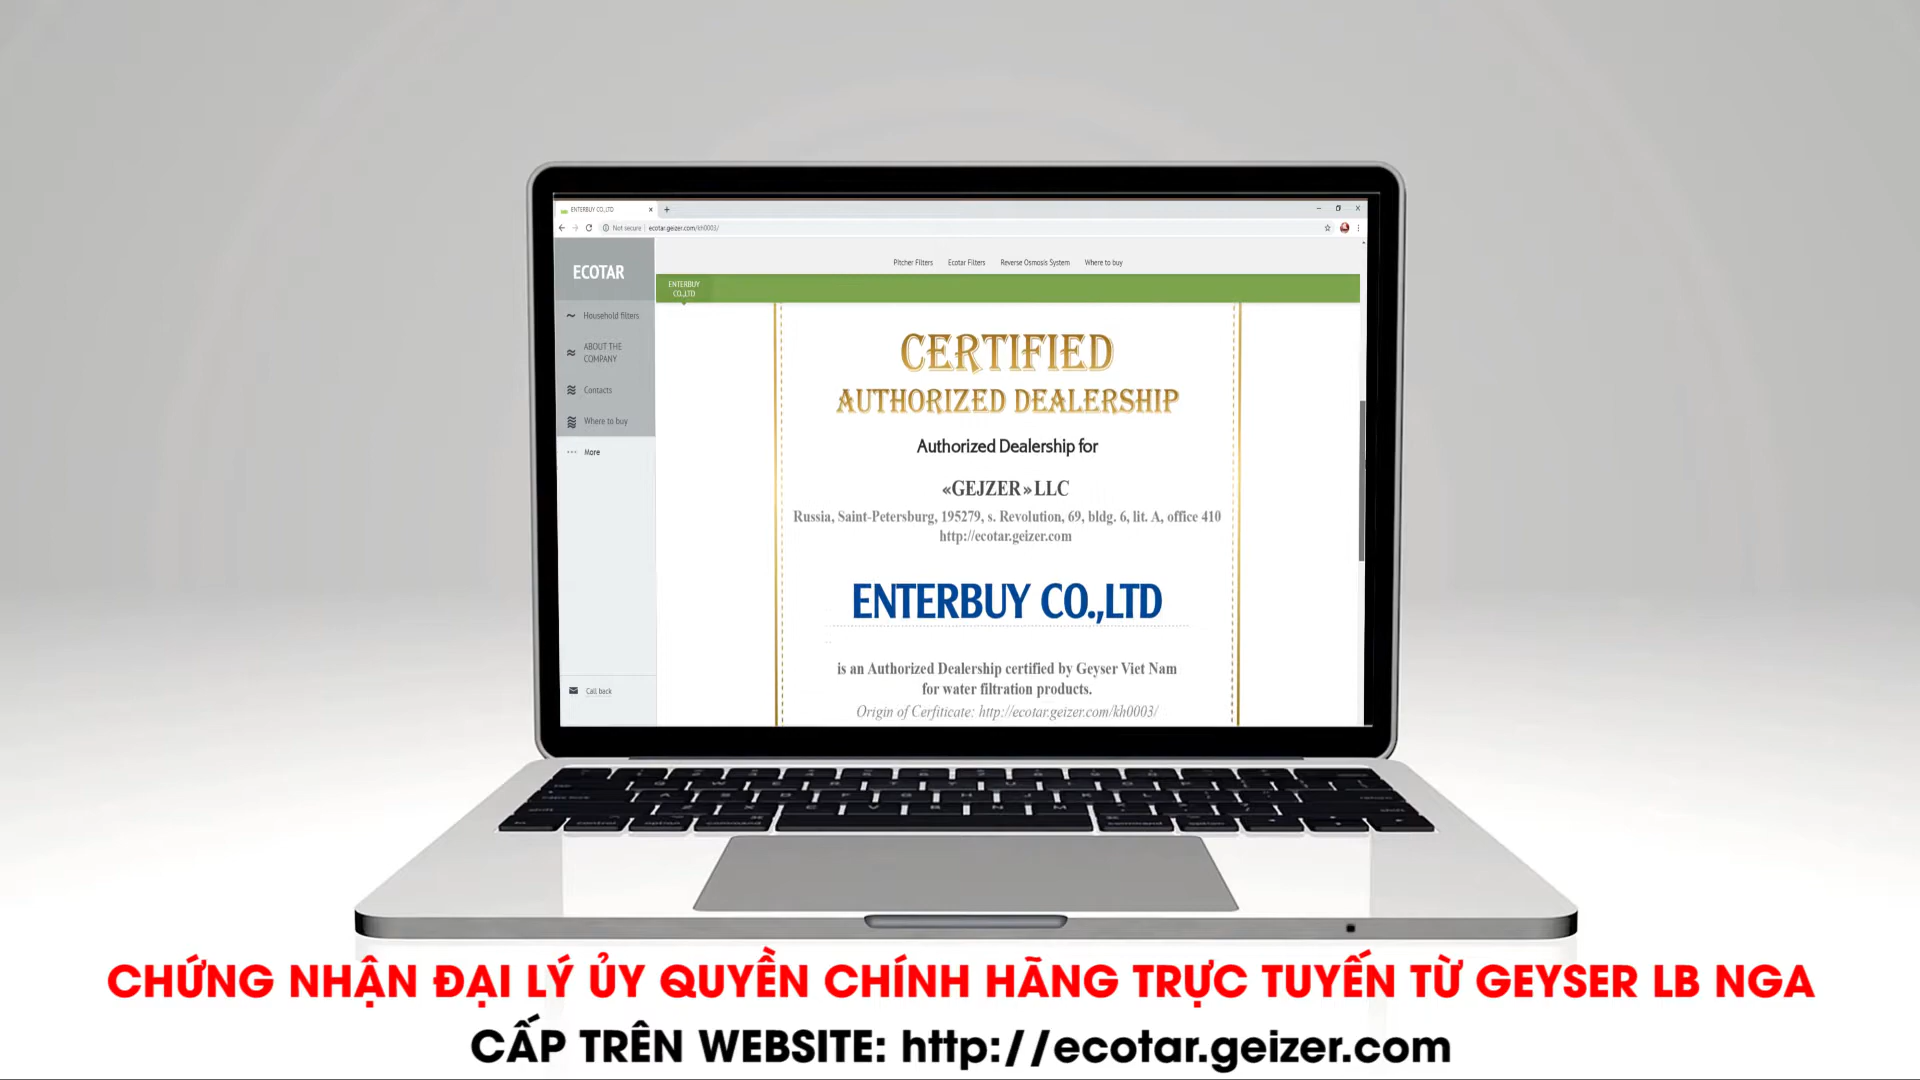 ENTERBUY CO.,LTD
Not secure | ecotar.geizer.com/kh0003/
ECOTAR
Pitcher Filters Ecotar Filters Reverse Osmosis System Where to buy
ENTERBUY
CO.,LTD
Household filters
ABOUT THE
COMPANY
Contacts
Where to buy
More
Call back
CERTIFIED
AUTHORIZED DEALERSHIP
Authorized Dealership for
«GEJZER» LLC
Russia, Saint-Petersburg, 195279, s. Revolution, 69, bldg. 6, lit. A, office 410
http://ecotar.geizer.com
ENTERBUY CO.,LTD
is an Authorized Dealership certified by Geyser Viet Nam
for water filtration products.
Origin of Cerfiticate: http://ecotar.geizer.com/kh0003/
CHỨNG NHẬN ĐẠI LÝ ỦY QUYỀN CHÍNH HÃNG TRỰC TUYẾN TỪ GEYSER LB NGA
CẤP TRÊN WEBSITE: http://ecotar.geizer.com